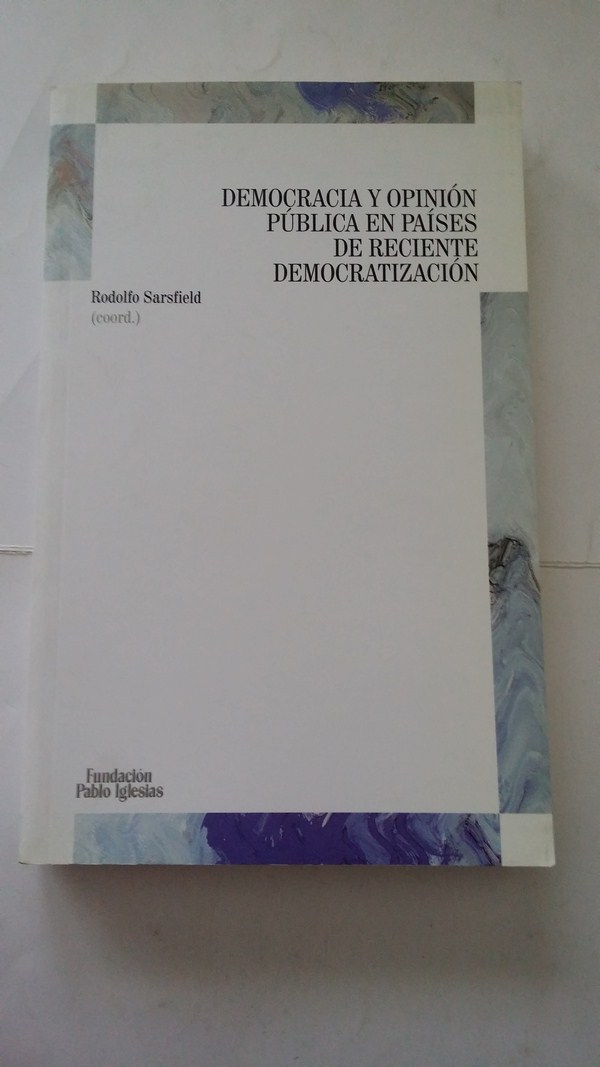 DEMOCRACIA Y OPINIÓN
PÚBLICA EN PAÍSES
DE RECIENTE
DEMOCRATIZACIÓN
Rodolfo Sarsfield
(coord.)
Fundación
Pablo Iglesias